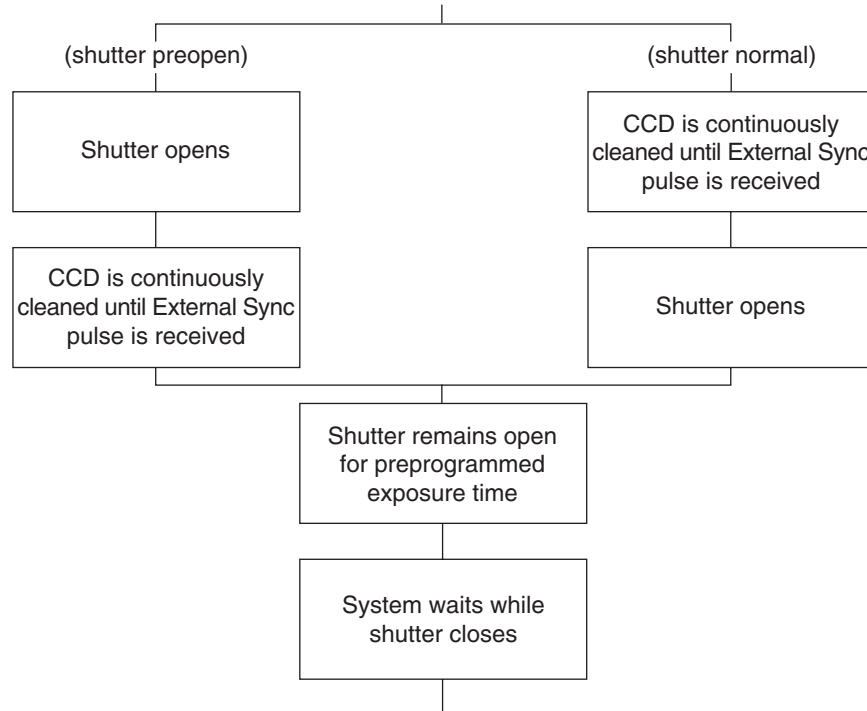 (shutter preopen)
(shutter normal)
Shutter opens
CCD is continuously
cleaned until External Sync
pulse is received
CCD is continuously
cleaned until External Sync
pulse is received
Shutter opens
Shutter remains open
for preprogrammed
exposure time
System waits while
shutter closes